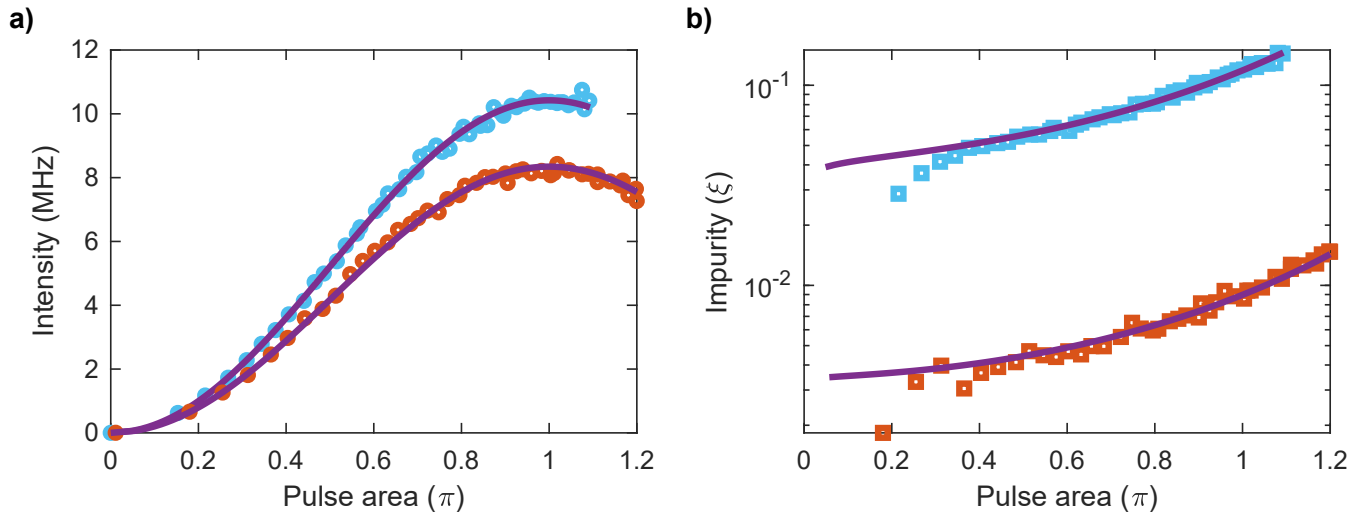 a)
Intensity (MHz)
12
10
8
6
4
2
0
0 0.2 0.4 0.6 0.8 1 1.2
Pulse area (π)
b)
Impurity (ξ)
10⁻¹
10⁻²
0 0.2 0.4 0.6 0.8 1 1.2
Pulse area (π)